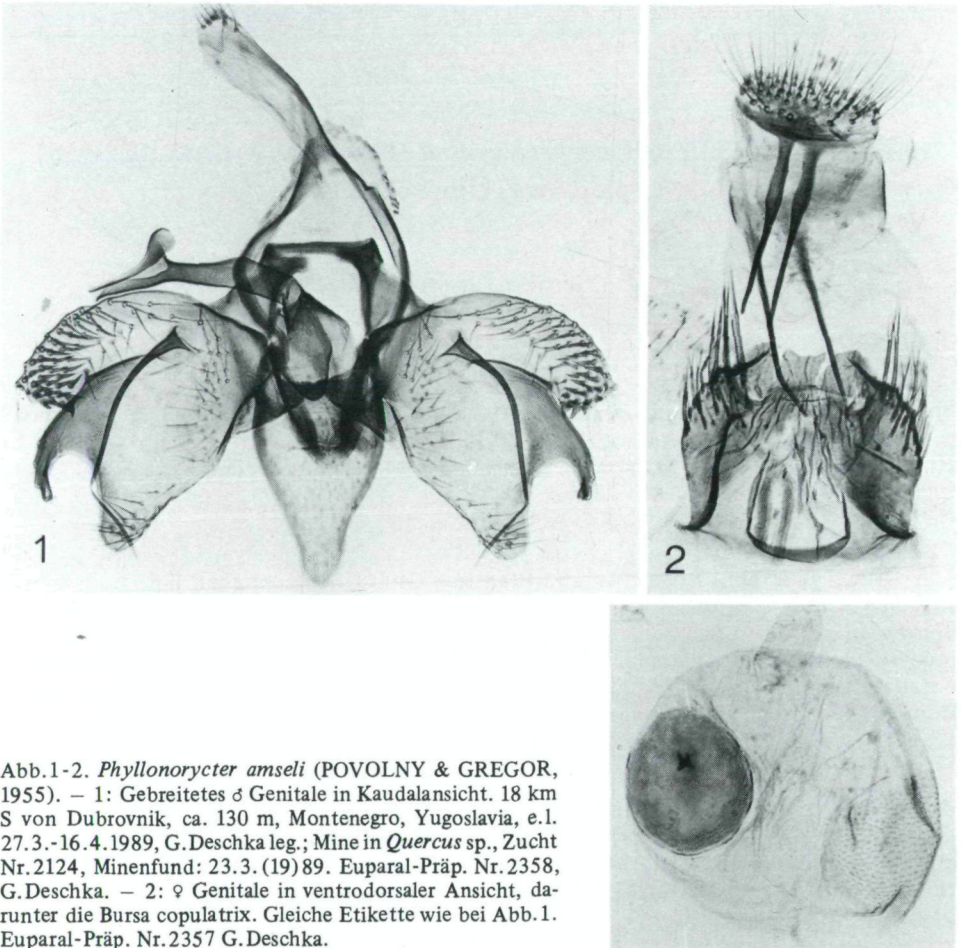 1
2
Abb.1-2. Phyllonorycter amseli (POVOLNY & GREGOR,
1955). – 1: Gebreitetes ♂ Genitale in Kaudalansicht. 18 km
S von Dubrovnik, ca. 130 m, Montenegro, Yugoslavia, e.l.
27.3.-16.4.1989, G.Deschka leg.; Mine in Quercus sp., Zucht
Nr.2124, Minenfund: 23.3.(19)89. Euparal-Präp. Nr.2358,
G.Deschka. – 2: ♀ Genitale in ventrodorsaler Ansicht, da-
runter die Bursa copulatrix. Gleiche Etikette wie bei Abb.1.
Euparal-Präp. Nr.2357 G.Deschka.